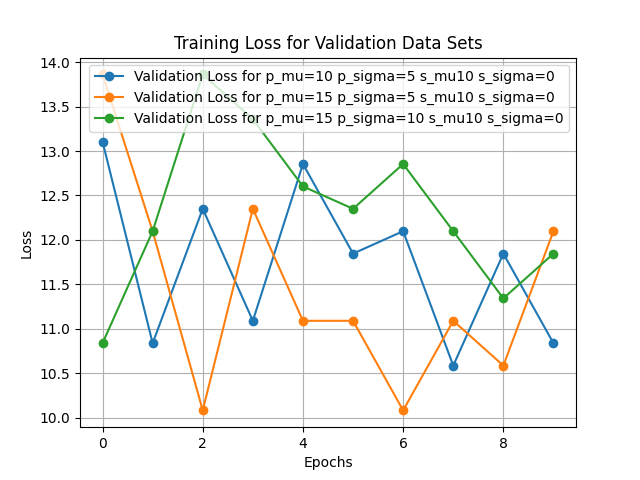 Training Loss for Validation Data Sets
14.0
13.5
13.0
12.5
12.0
11.5
11.0
10.5
10.0
Loss
Validation Loss for p_mu=10 p_sigma=5 s_mu10 s_sigma=0
Validation Loss for p_mu=15 p_sigma=5 s_mu10 s_sigma=0
Validation Loss for p_mu=15 p_sigma=10 s_mu10 s_sigma=0
0 2 4 6 8
Epochs